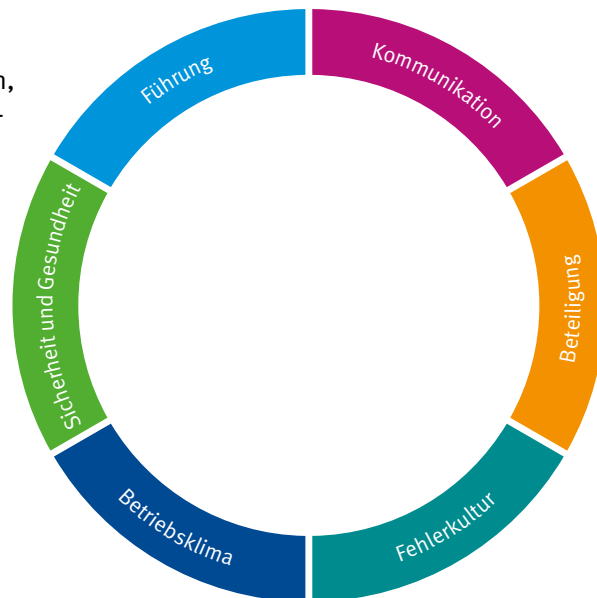 n,
-
Führung
Kommunikation
Sicherheit und Gesundheit
Beteiligung
Betriebsklima
Fehlerkultur